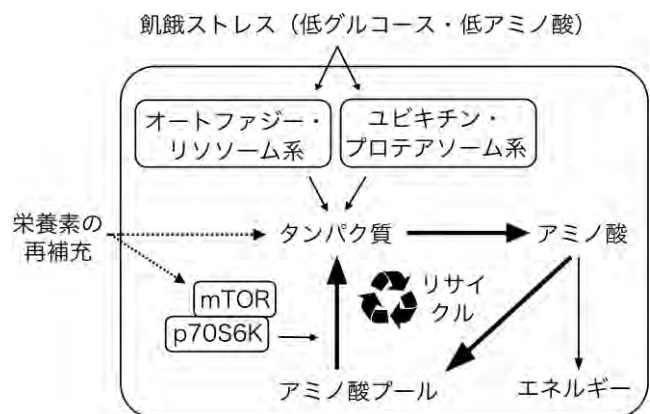 飢餓ストレス（低グルコース・低アミノ酸）
オートファジー・
リソソーム系
ユビキチン・
プロテアソーム系
栄養素の
再補充
タンパク質
アミノ酸
mTOR
p70S6K
リサイ
クル
アミノ酸プール
エネルギー